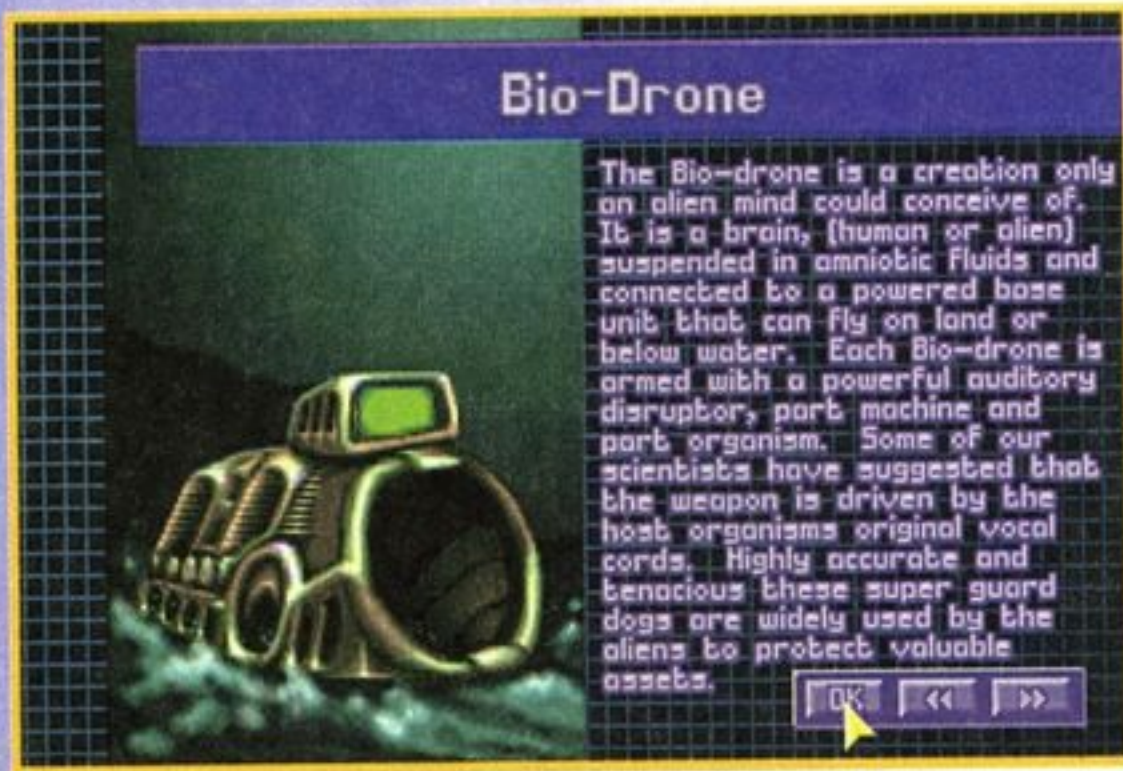 Bio-Drone
The Bio-drone is a creation only
an alien mind could conceive of.
It is a brain, (human or alien)
suspended in amniotic fluids and
connected to a powered base
unit that can fly on land or
below water. Each Bio-drone is
armed with a powerful auditory
disruptor, part machine and
part organism. Some of our
scientists have suggested that
the weapon is driven by the
host organisms original vocal
cords. Highly accurate and
tenacious these super guard
dogs are widely used by the
aliens to protect valuable
assets.
OK << >>